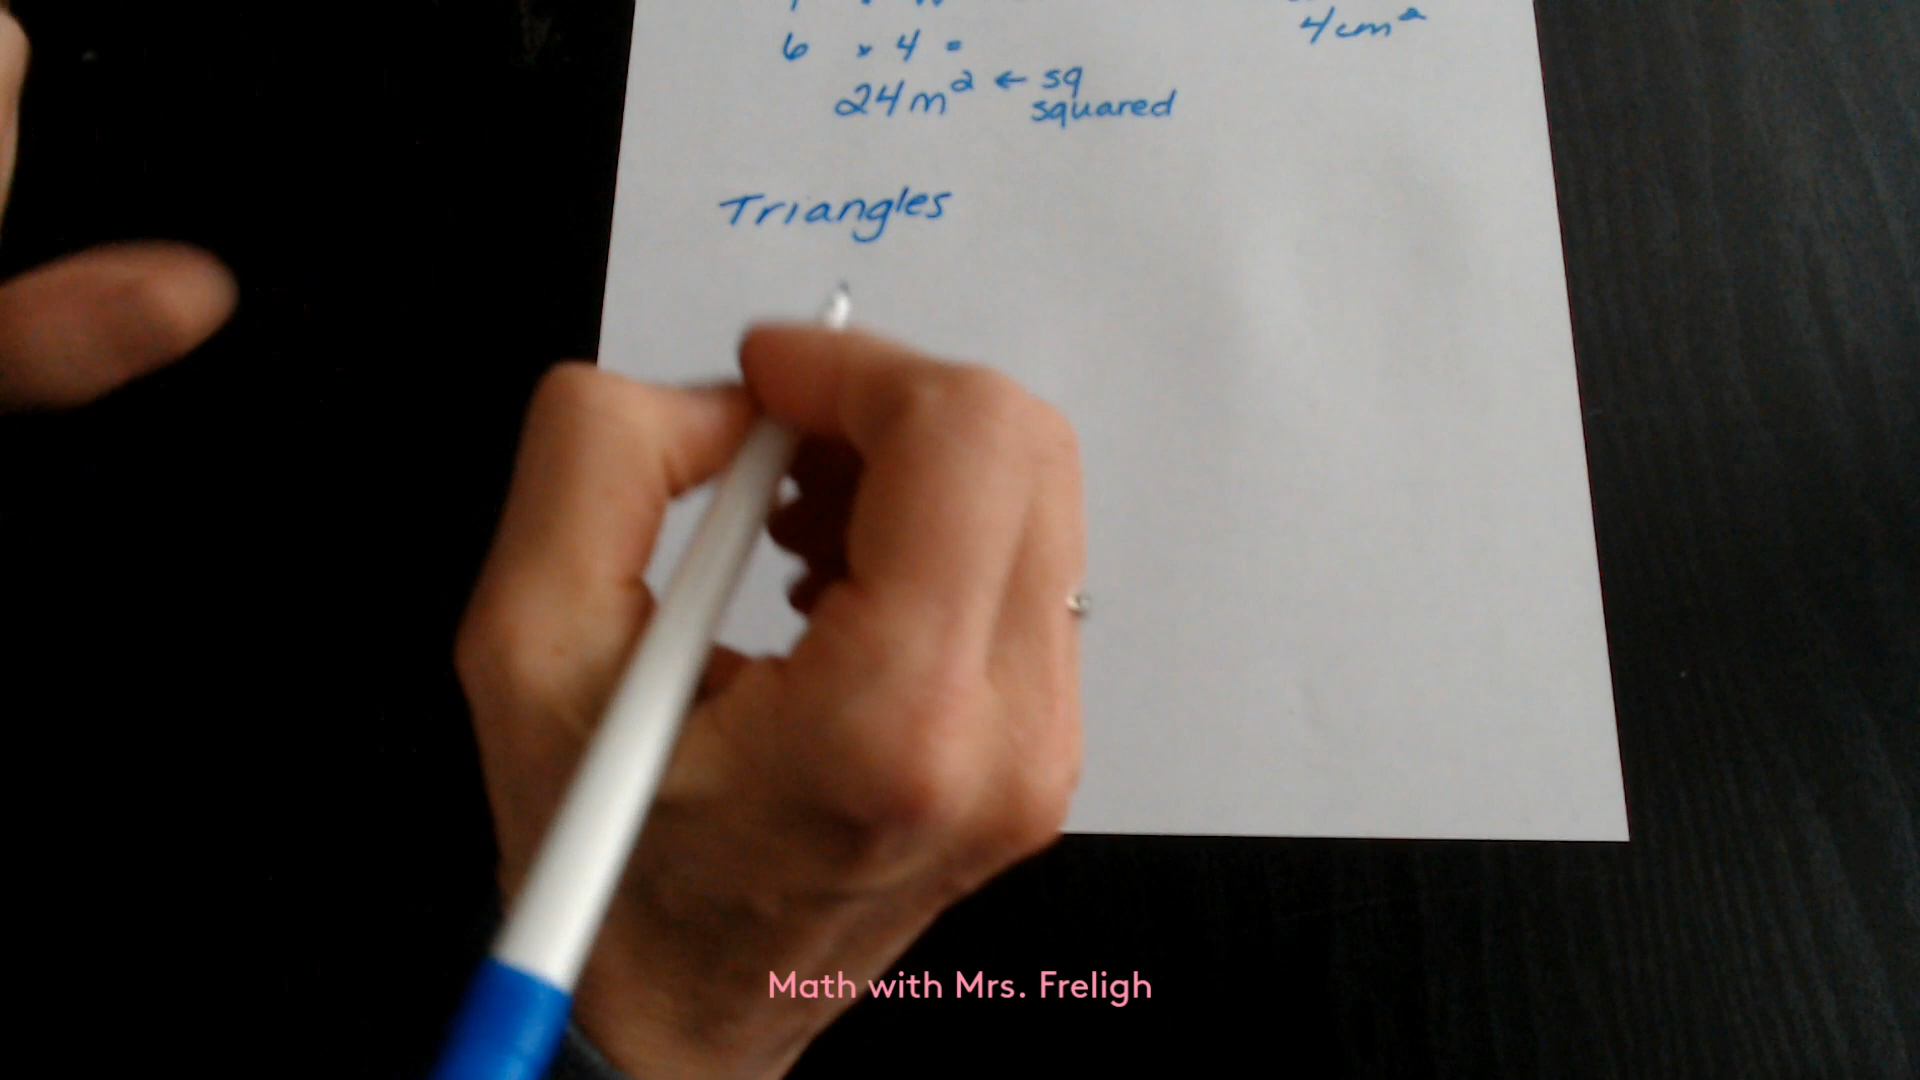 4cm²
6 x 4 =
24m² ← sq
squared
Triangles
Math with Mrs. Freligh